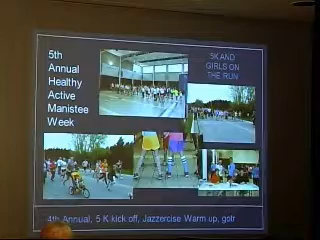 5th
Annual
Healthy
Active
Manistee
Week
5K AND
GIRLS ON
THE RUN
4th Annual, 5 K kick off, Jazzercise Warm up, gotr